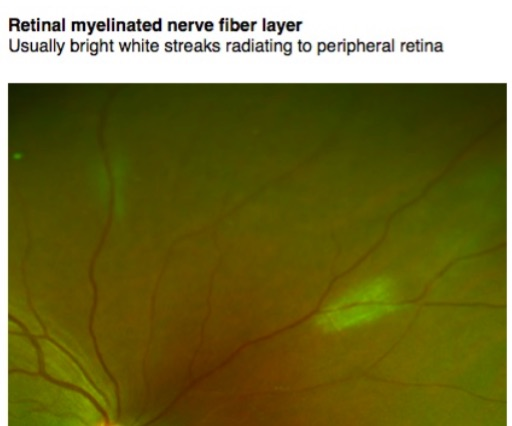 Retinal myelinated nerve fiber layer
Usually bright white streaks radiating to peripheral retina